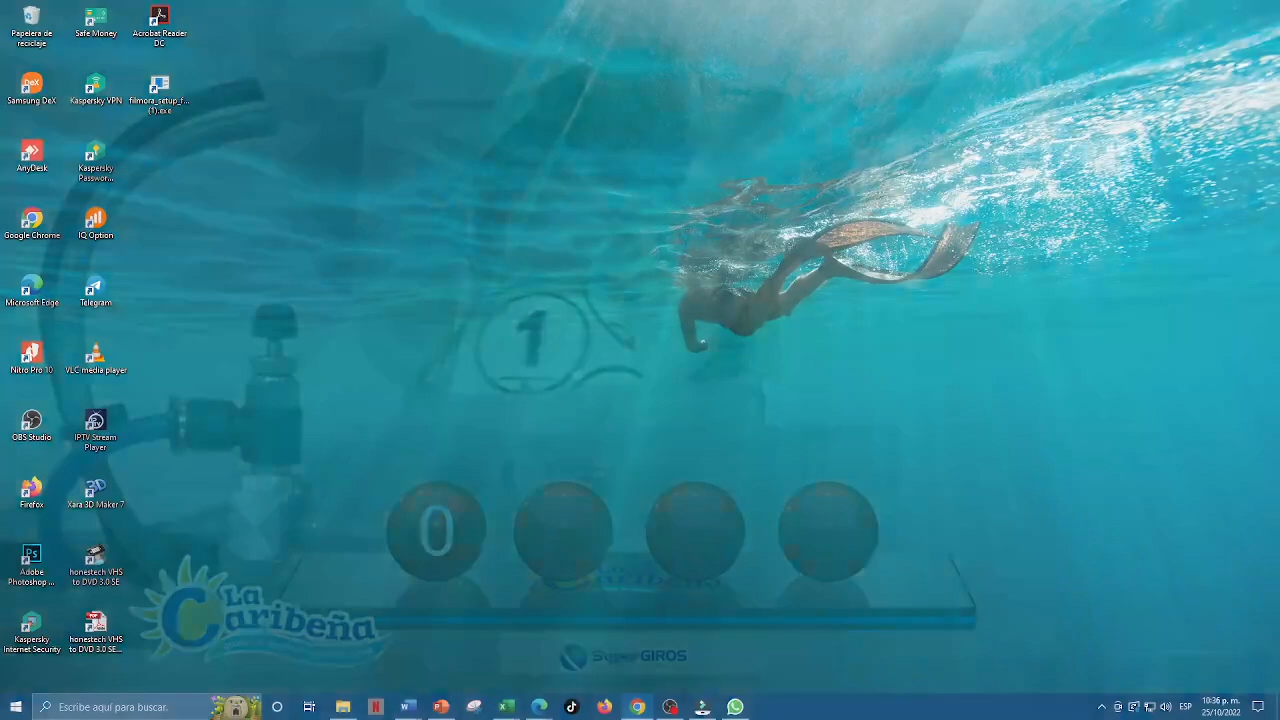 Papelera de
reciclaje
Safe Money
Acrobat Reader
DC
Samsung DeX
Kaspersky VPN
filmora_setup_f...
(1).exe
AnyDesk
Kaspersky
Passwor...
Google Chrome
IQ Option
Microsoft Edge
Telegram
Nitro Pro 10
VLC media player
OBS Studio
IPTV Stream
Player
Firefox
Xara 3D Maker 7
Adobe
Photoshop ...
honestech VHS
to DVD 3.0 SE
Kaspersky
Internet Security
honestech VHS
to DVD 3.0 SE...
1
0
La
Caribeña
SuperGIROS
Escribe aquí para buscar.
ESP
10:36 p. m.
25/10/2022